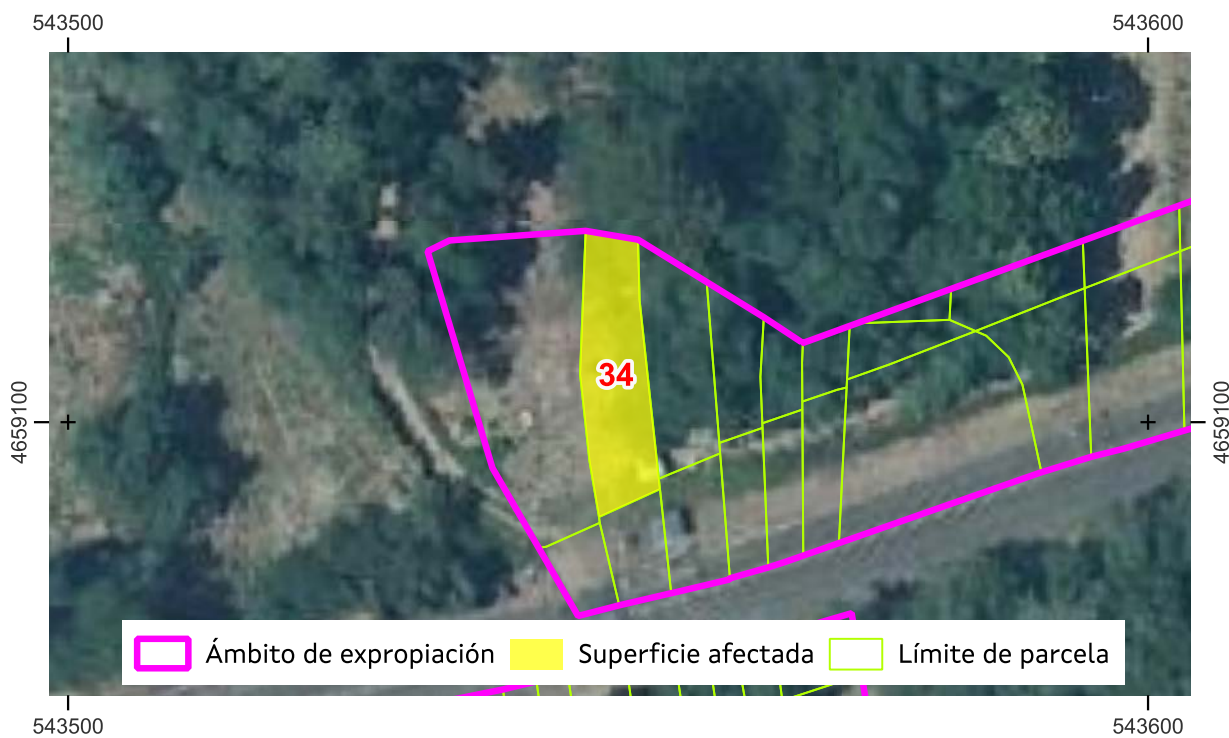 543500
543600
4659100
34
4659100
Ámbito de expropiación
Superficie afectada
Límite de parcela
543500
543600